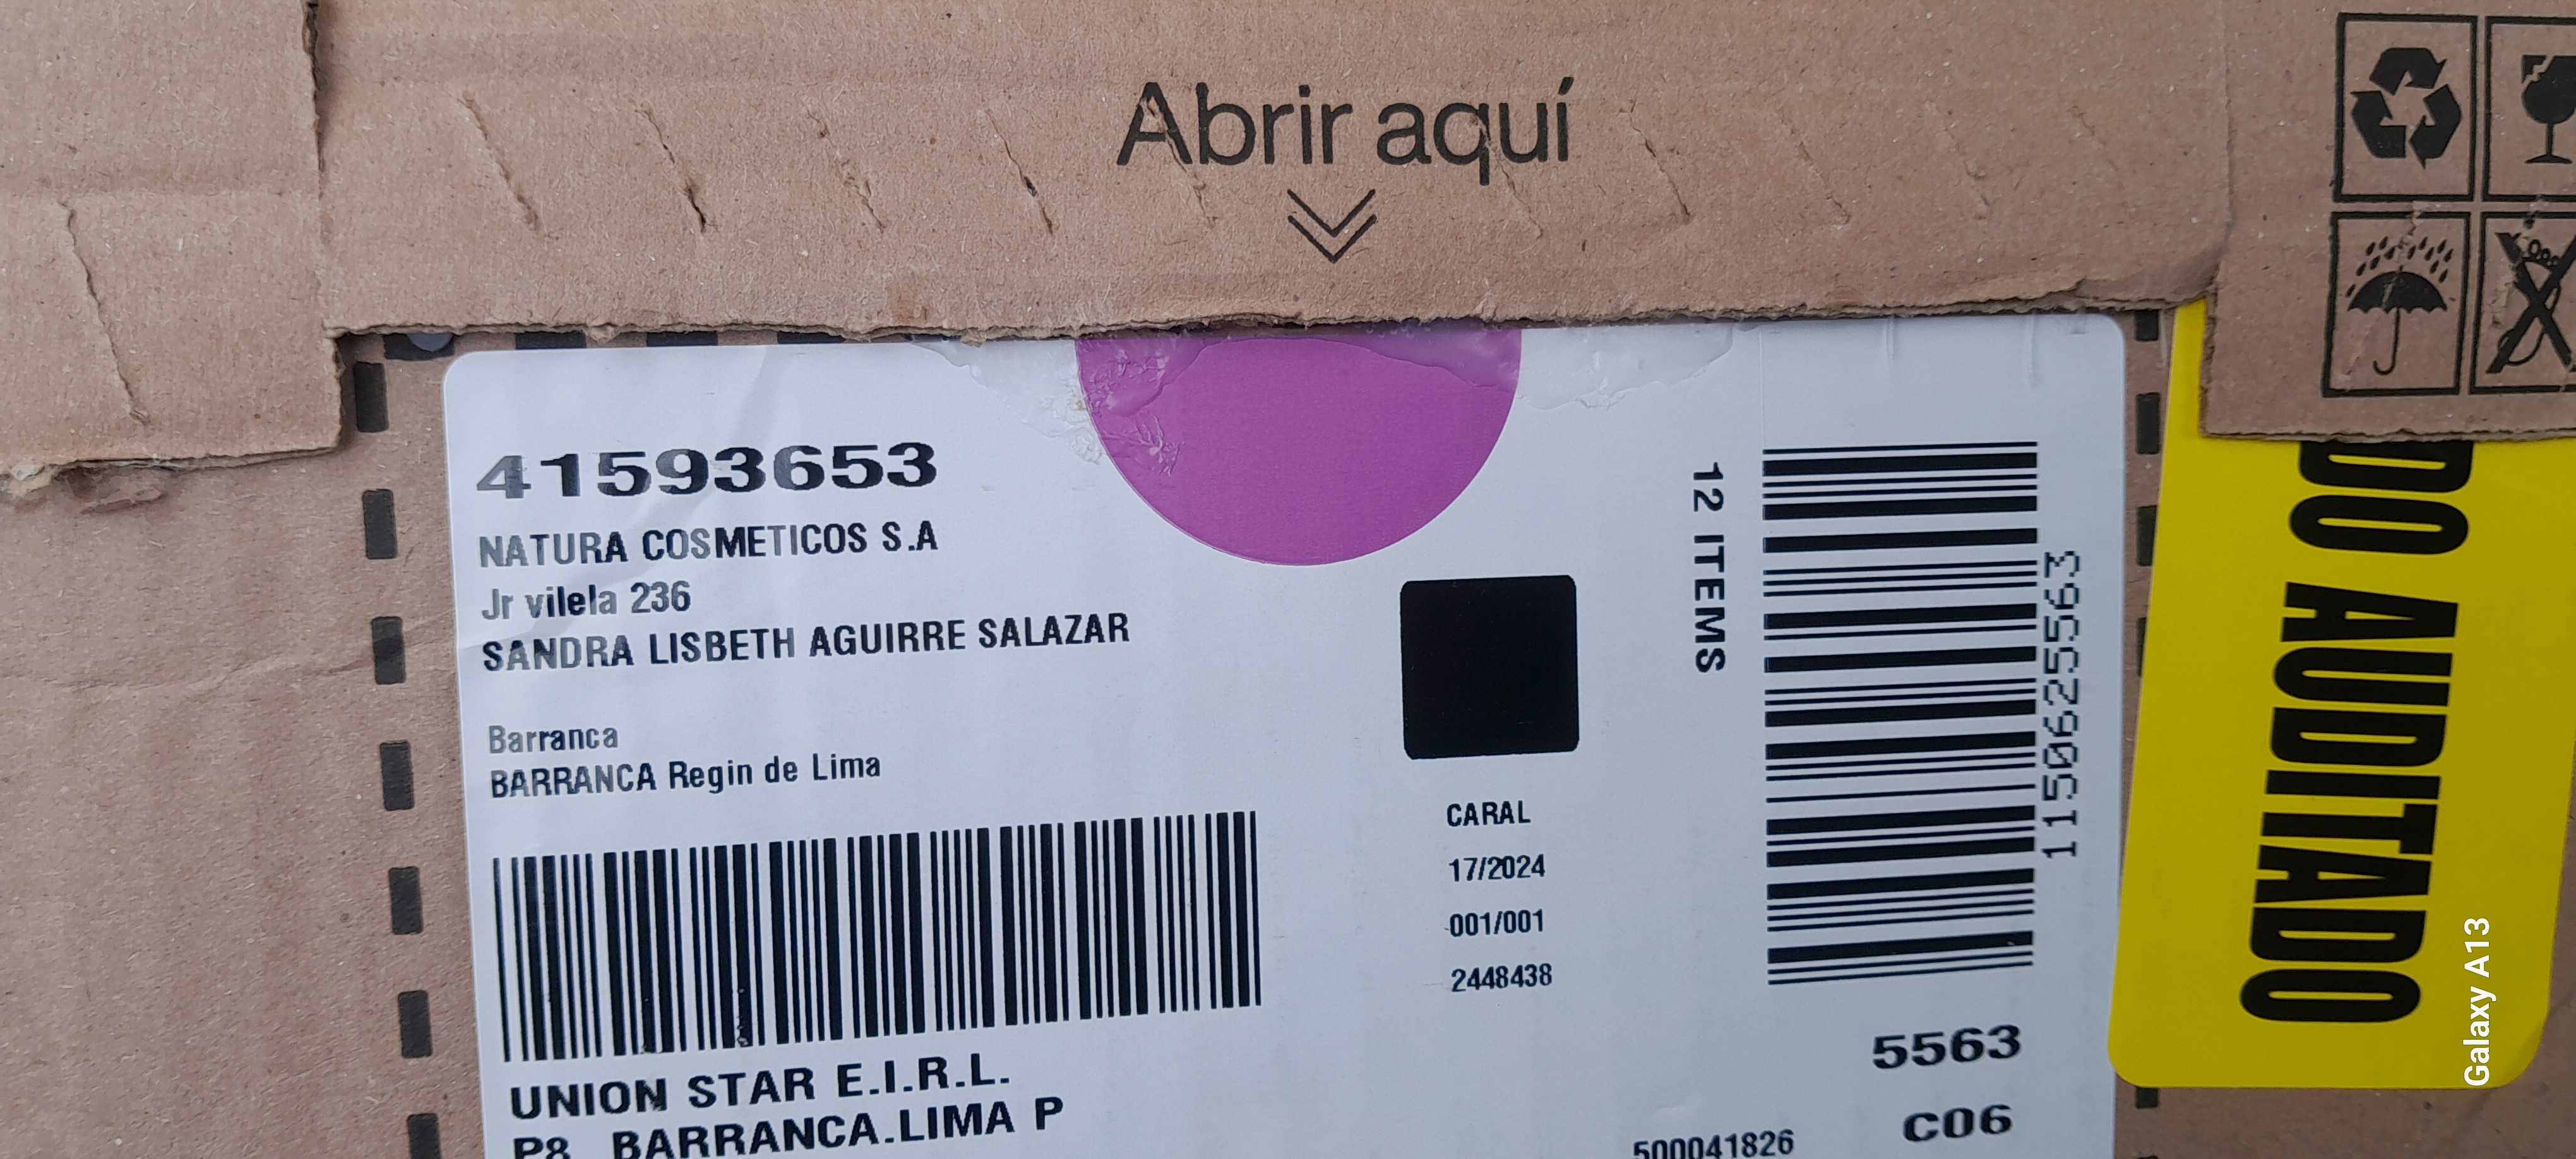 Abrir aquí
41593653
NATURA COSMETICOS S.A
Jr vilela 236
SANDRA LISBETH AGUIRRE SALAZAR
Barranca
BARRANCA Regin de Lima
UNION STAR E.I.R.L.
P8 BARRANCA.LIMA P
CARAL
17/2024
001/001
2448438
12 ITEMS
1150625563
5563
C06
500041826
DO AUDITADO
Galaxy A13